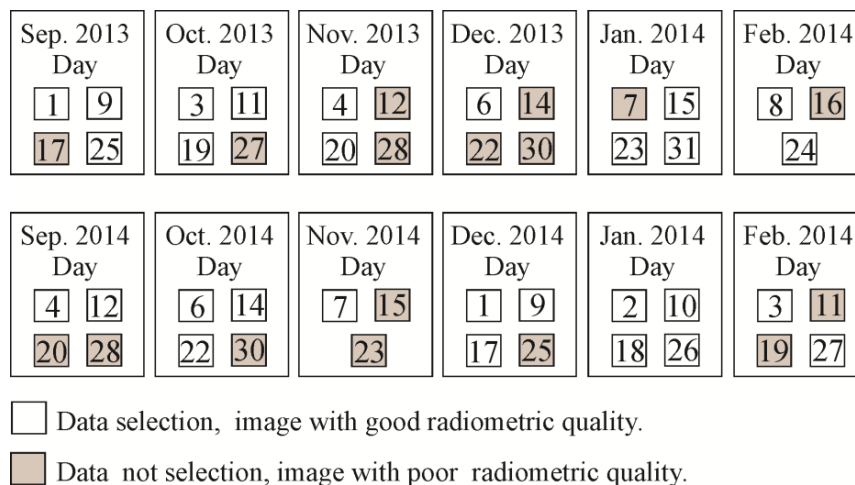 Sep. 2013 Oct. 2013 Nov. 2013 Dec. 2013 Jan. 2014 Feb. 2014
Day Day Day Day Day Day
1 9 3 11 4 12 6 14 7 15 8 16
17 25 19 27 20 28 22 30 23 31 24
Sep. 2014 Oct. 2014 Nov. 2014 Dec. 2014 Jan. 2014 Feb. 2014
Day Day Day Day Day Day
4 12 6 14 7 15 1 9 2 10 3 11
20 28 22 30 23 17 25 18 26 19 27
Data selection, image with good radiometric quality.
Data not selection, image with poor radiometric quality.